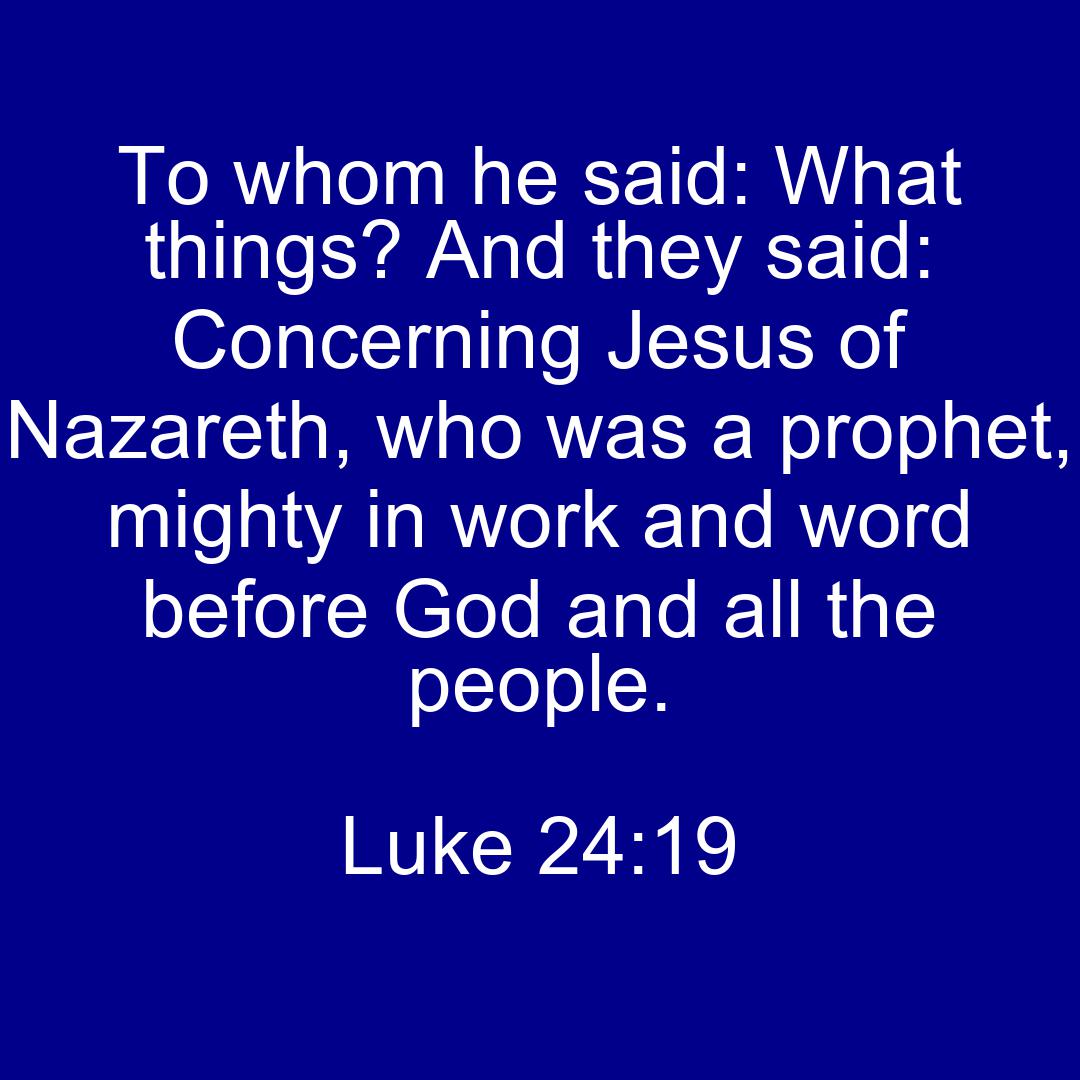 To whom he said: What
things? And they said:
Concerning Jesus of
Nazareth, who was a prophet,
mighty in work and word
before God and all the
people.
Luke 24:19